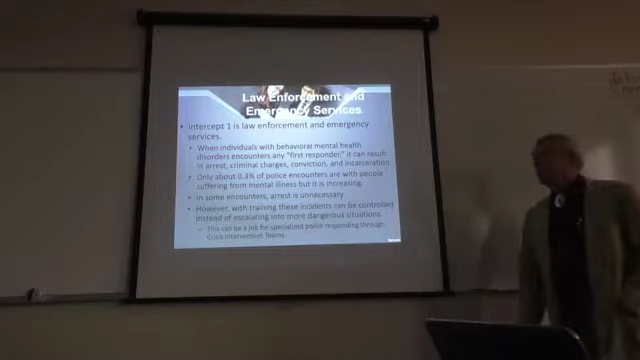 Law Enforcement and
Emergency Services
• Intercept 1 is law enforcement and emergency
services.
• When individuals with behavioral mental health
disorders encounters any "first responder," it can result
in arrest, criminal charges, conviction, and incarceration.
• Only about 0.3% of police encounters are with people
suffering from mental illness but it is increasing.
• In some encounters, arrest is unnecessary
• However, with training these incidents can be controlled
instead of escalating into more dangerous situations.
– This can be a job for specialized police responding through
Crisis Intervention Teams.